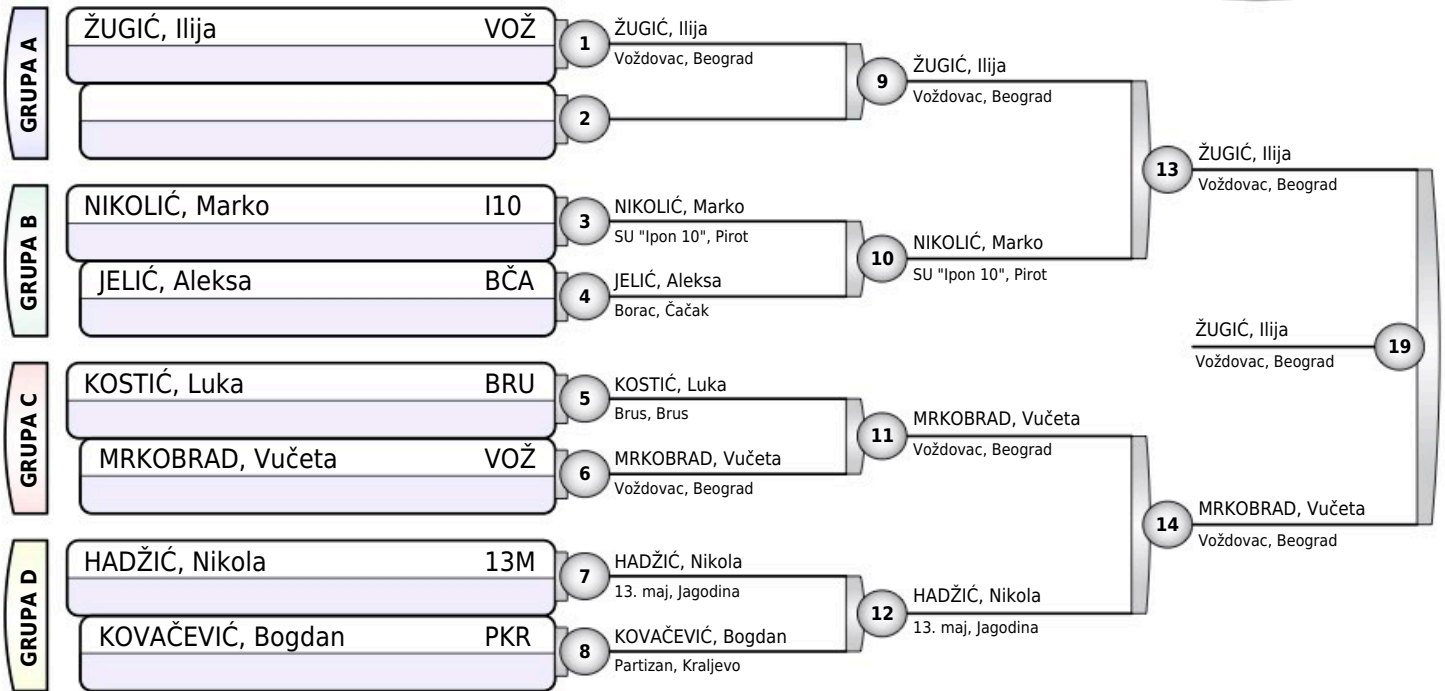 GRUPA A
ŽUGIĆ, Ilija VOŽ
1
ŽUGIĆ, Ilija
Voždovac, Beograd
2
9
ŽUGIĆ, Ilija
Voždovac, Beograd
GRUPA B
NIKOLIĆ, Marko I10
3
NIKOLIĆ, Marko
SU "Ipon 10", Pirot
JELIĆ, Aleksa BČA
4
JELIĆ, Aleksa
Borac, Čačak
10
NIKOLIĆ, Marko
SU "Ipon 10", Pirot
13
ŽUGIĆ, Ilija
Voždovac, Beograd
GRUPA C
KOSTIĆ, Luka BRU
5
KOSTIĆ, Luka
Brus, Brus
MRKOBRAD, Vučeta VOŽ
6
MRKOBRAD, Vučeta
Voždovac, Beograd
11
MRKOBRAD, Vučeta
Voždovac, Beograd
GRUPA D
HADŽIĆ, Nikola 13M
7
HADŽIĆ, Nikola
13. maj, Jagodina
KOVAČEVIĆ, Bogdan PKR
8
KOVAČEVIĆ, Bogdan
Partizan, Kraljevo
12
HADŽIĆ, Nikola
13. maj, Jagodina
14
MRKOBRAD, Vučeta
Voždovac, Beograd
ŽUGIĆ, Ilija
Voždovac, Beograd
19